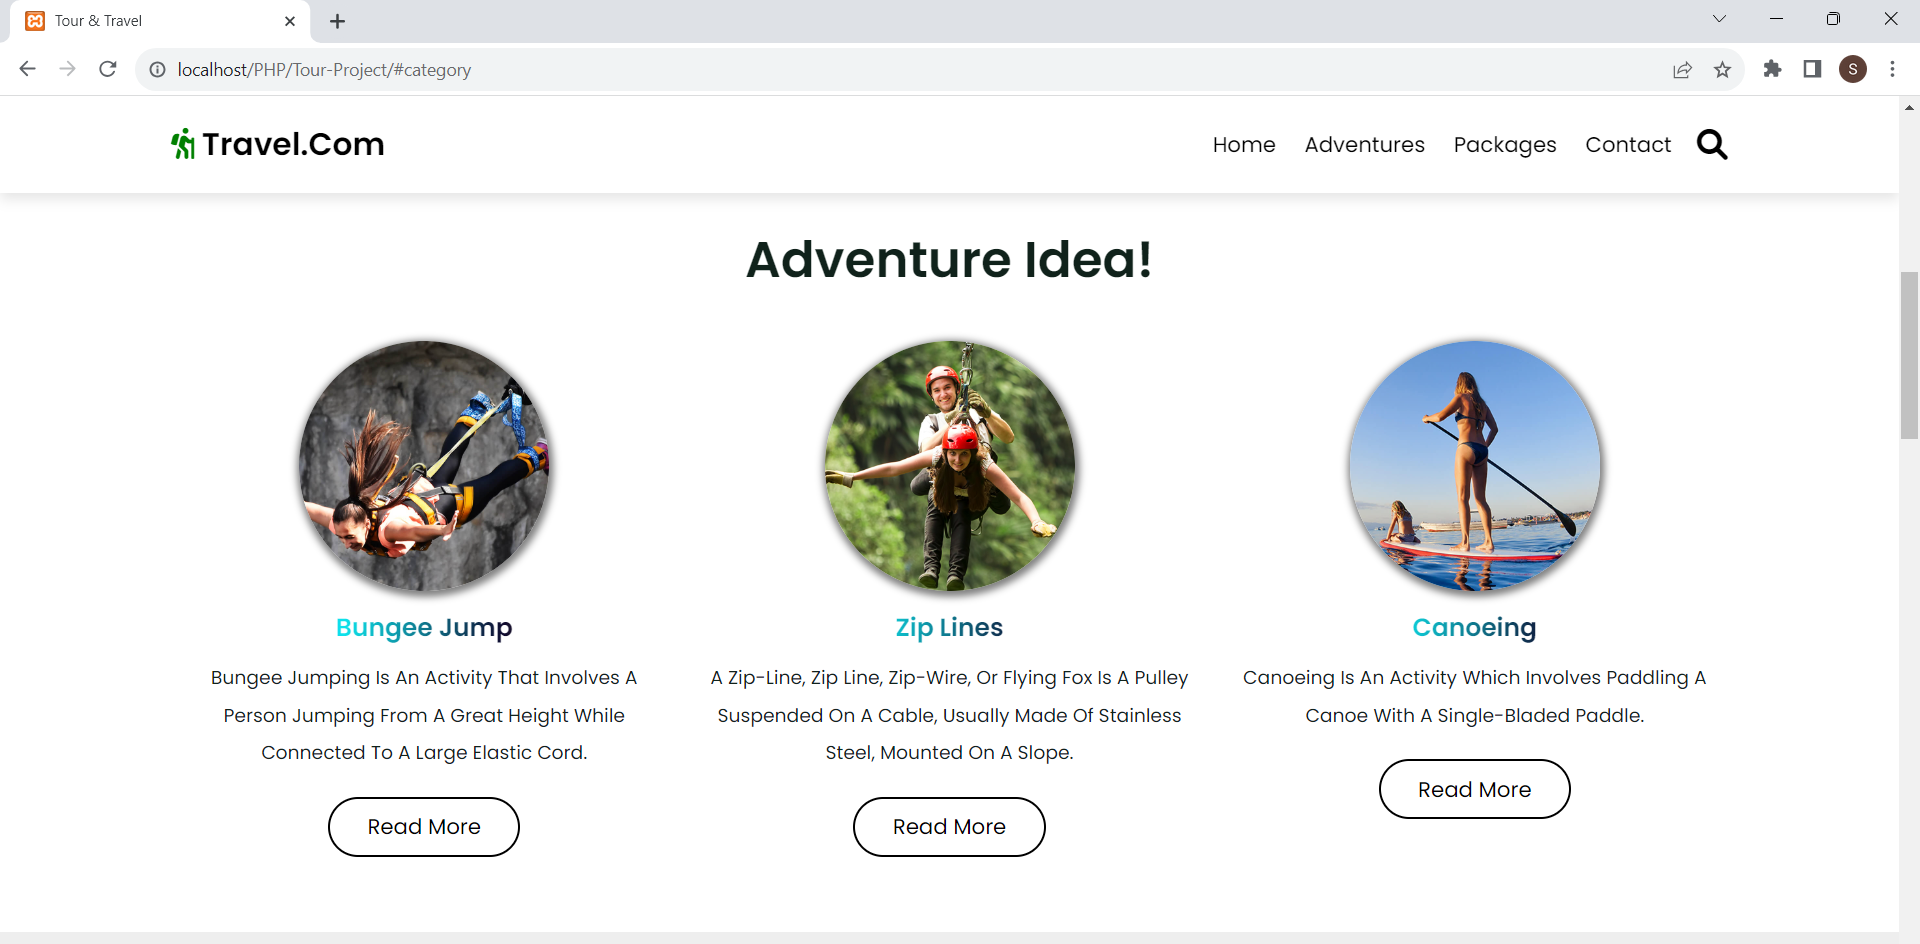 Tour & Travel
localhost/PHP/Tour-Project/#category
S
Travel.Com
Home Adventures Packages Contact
Adventure Idea!
Bungee Jump
Bungee Jumping Is An Activity That Involves A
Person Jumping From A Great Height While
Connected To A Large Elastic Cord.
Read More
Zip Lines
A Zip-Line, Zip Line, Zip-Wire, Or Flying Fox Is A Pulley
Suspended On A Cable, Usually Made Of Stainless
Steel, Mounted On A Slope.
Read More
Canoeing
Canoeing Is An Activity Which Involves Paddling A
Canoe With A Single-Bladed Paddle.
Read More